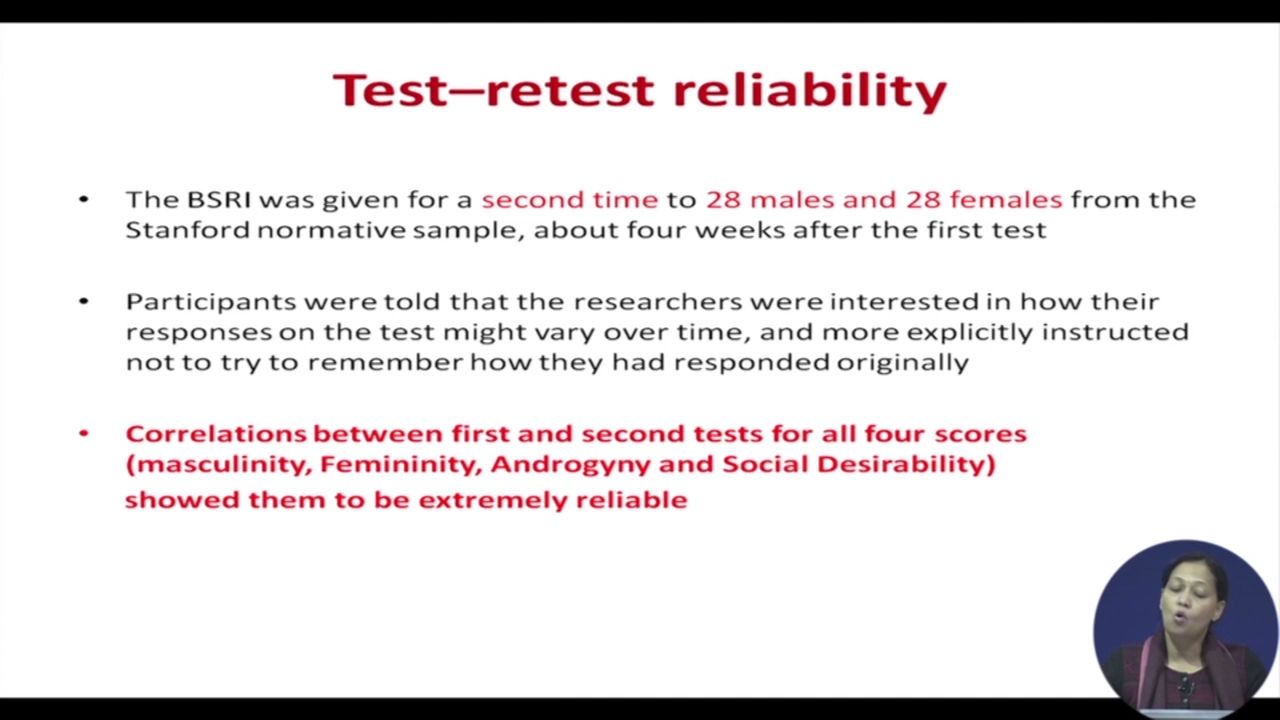 Test–retest reliability
• The BSRI was given for a second time to 28 males and 28 females from the
Stanford normative sample, about four weeks after the first test
• Participants were told that the researchers were interested in how their
responses on the test might vary over time, and more explicitly instructed
not to try to remember how they had responded originally
• Correlations between first and second tests for all four scores
(masculinity, Femininity, Androgyny and Social Desirability)
showed them to be extremely reliable